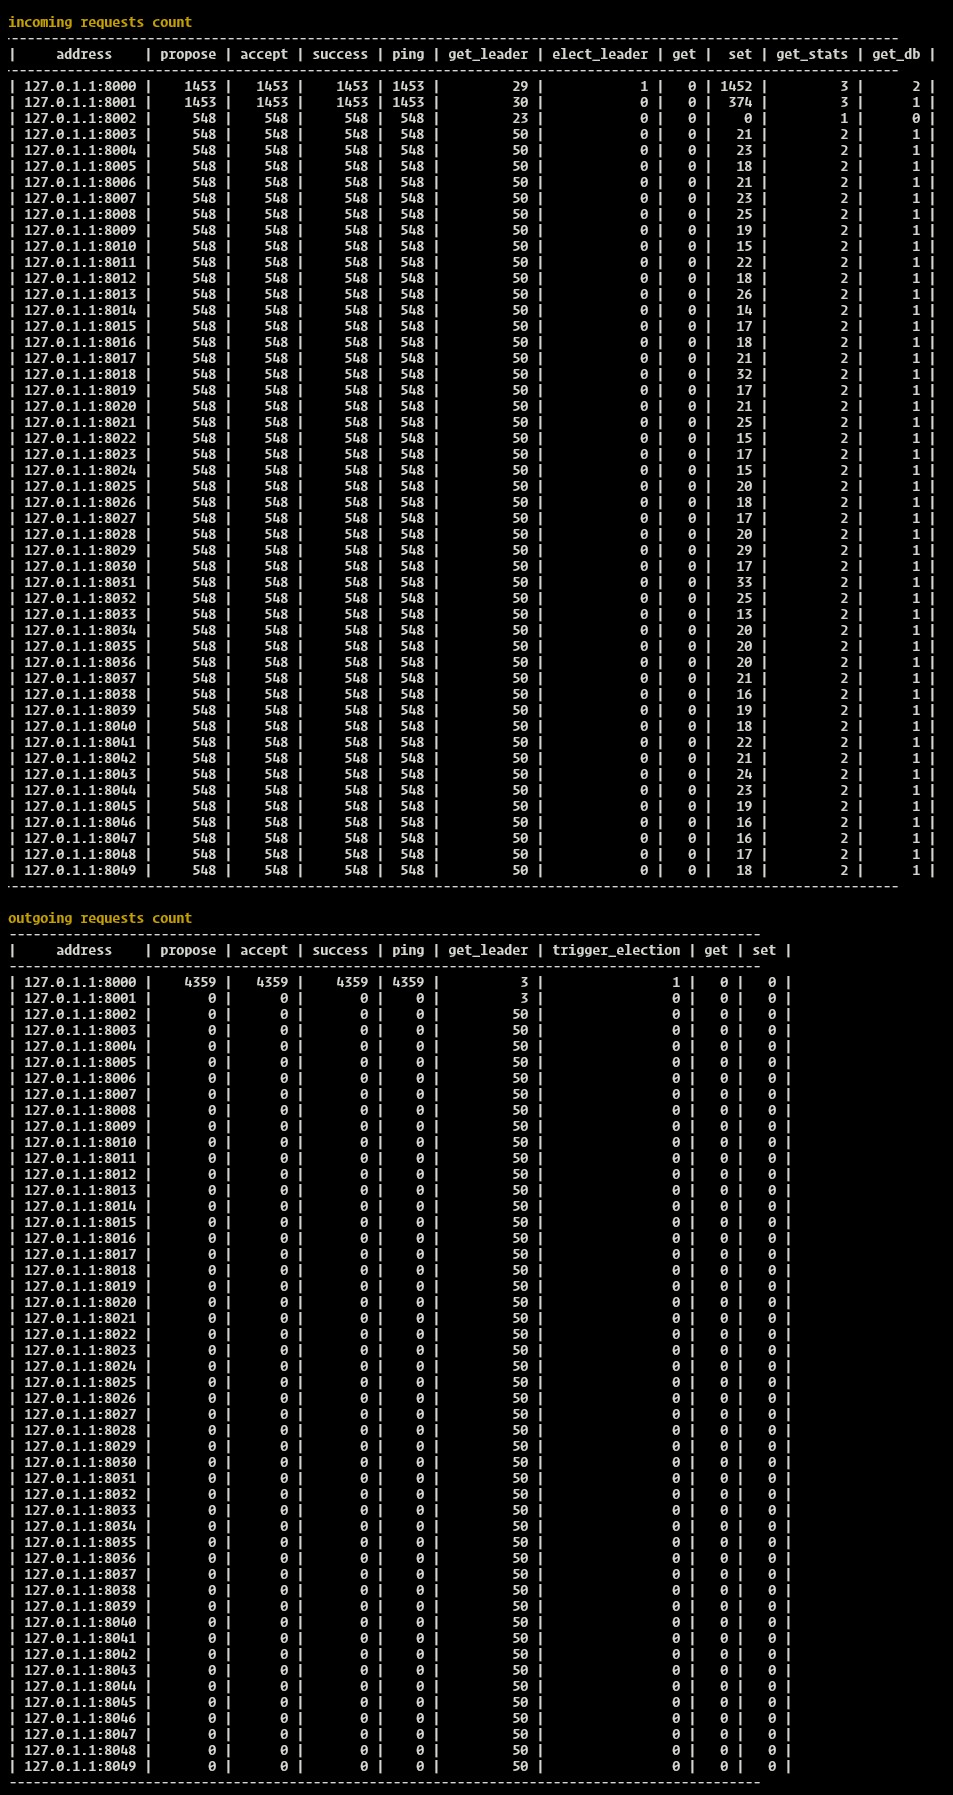 incoming requests count
-----------------------------------------------------------------------------------------------------------------
|     address    | propose | accept | success | ping | get_leader | elect_leader | get |  set | get_stats | get_db |
-----------------------------------------------------------------------------------------------------------------
| 127.0.1.1:8000 |    1453 |   1453 |    1453 | 1453 |         29 |            1 |   0 | 1452 |         3 |      2 |
| 127.0.1.1:8001 |    1453 |   1453 |    1453 | 1453 |         30 |            0 |   0 |  374 |         3 |      1 |
| 127.0.1.1:8002 |     548 |    548 |     548 |  548 |         23 |            0 |   0 |    0 |         1 |      0 |
| 127.0.1.1:8003 |     548 |    548 |     548 |  548 |         50 |            0 |   0 |   21 |         2 |      1 |
| 127.0.1.1:8004 |     548 |    548 |     548 |  548 |         50 |            0 |   0 |   23 |         2 |      1 |
| 127.0.1.1:8005 |     548 |    548 |     548 |  548 |         50 |            0 |   0 |   18 |         2 |      1 |
| 127.0.1.1:8006 |     548 |    548 |     548 |  548 |         50 |            0 |   0 |   21 |         2 |      1 |
| 127.0.1.1:8007 |     548 |    548 |     548 |  548 |         50 |            0 |   0 |   23 |         2 |      1 |
| 127.0.1.1:8008 |     548 |    548 |     548 |  548 |         50 |            0 |   0 |   25 |         2 |      1 |
| 127.0.1.1:8009 |     548 |    548 |     548 |  548 |         50 |            0 |   0 |   19 |         2 |      1 |
| 127.0.1.1:8010 |     548 |    548 |     548 |  548 |         50 |            0 |   0 |   15 |         2 |      1 |
| 127.0.1.1:8011 |     548 |    548 |     548 |  548 |         50 |            0 |   0 |   22 |         2 |      1 |
| 127.0.1.1:8012 |     548 |    548 |     548 |  548 |         50 |            0 |   0 |   18 |         2 |      1 |
| 127.0.1.1:8013 |     548 |    548 |     548 |  548 |         50 |            0 |   0 |   26 |         2 |      1 |
| 127.0.1.1:8014 |     548 |    548 |     548 |  548 |         50 |            0 |   0 |   14 |         2 |      1 |
| 127.0.1.1:8015 |     548 |    548 |     548 |  548 |         50 |            0 |   0 |   17 |         2 |      1 |
| 127.0.1.1:8016 |     548 |    548 |     548 |  548 |         50 |            0 |   0 |   18 |         2 |      1 |
| 127.0.1.1:8017 |     548 |    548 |     548 |  548 |         50 |            0 |   0 |   21 |         2 |      1 |
| 127.0.1.1:8018 |     548 |    548 |     548 |  548 |         50 |            0 |   0 |   32 |         2 |      1 |
| 127.0.1.1:8019 |     548 |    548 |     548 |  548 |         50 |            0 |   0 |   17 |         2 |      1 |
| 127.0.1.1:8020 |     548 |    548 |     548 |  548 |         50 |            0 |   0 |   21 |         2 |      1 |
| 127.0.1.1:8021 |     548 |    548 |     548 |  548 |         50 |            0 |   0 |   25 |         2 |      1 |
| 127.0.1.1:8022 |     548 |    548 |     548 |  548 |         50 |            0 |   0 |   15 |         2 |      1 |
| 127.0.1.1:8023 |     548 |    548 |     548 |  548 |         50 |            0 |   0 |   17 |         2 |      1 |
| 127.0.1.1:8024 |     548 |    548 |     548 |  548 |         50 |            0 |   0 |   15 |         2 |      1 |
| 127.0.1.1:8025 |     548 |    548 |     548 |  548 |         50 |            0 |   0 |   20 |         2 |      1 |
| 127.0.1.1:8026 |     548 |    548 |     548 |  548 |         50 |            0 |   0 |   18 |         2 |      1 |
| 127.0.1.1:8027 |     548 |    548 |     548 |  548 |         50 |            0 |   0 |   17 |         2 |      1 |
| 127.0.1.1:8028 |     548 |    548 |     548 |  548 |         50 |            0 |   0 |   20 |         2 |      1 |
| 127.0.1.1:8029 |     548 |    548 |     548 |  548 |         50 |            0 |   0 |   29 |         2 |      1 |
| 127.0.1.1:8030 |     548 |    548 |     548 |  548 |         50 |            0 |   0 |   17 |         2 |      1 |
| 127.0.1.1:8031 |     548 |    548 |     548 |  548 |         50 |            0 |   0 |   33 |         2 |      1 |
| 127.0.1.1:8032 |     548 |    548 |     548 |  548 |         50 |            0 |   0 |   25 |         2 |      1 |
| 127.0.1.1:8033 |     548 |    548 |     548 |  548 |         50 |            0 |   0 |   13 |         2 |      1 |
| 127.0.1.1:8034 |     548 |    548 |     548 |  548 |         50 |            0 |   0 |   20 |         2 |      1 |
| 127.0.1.1:8035 |     548 |    548 |     548 |  548 |         50 |            0 |   0 |   20 |         2 |      1 |
| 127.0.1.1:8036 |     548 |    548 |     548 |  548 |         50 |            0 |   0 |   20 |         2 |      1 |
| 127.0.1.1:8037 |     548 |    548 |     548 |  548 |         50 |            0 |   0 |   21 |         2 |      1 |
| 127.0.1.1:8038 |     548 |    548 |     548 |  548 |         50 |            0 |   0 |   16 |         2 |      1 |
| 127.0.1.1:8039 |     548 |    548 |     548 |  548 |         50 |            0 |   0 |   19 |         2 |      1 |
| 127.0.1.1:8040 |     548 |    548 |     548 |  548 |         50 |            0 |   0 |   18 |         2 |      1 |
| 127.0.1.1:8041 |     548 |    548 |     548 |  548 |         50 |            0 |   0 |   22 |         2 |      1 |
| 127.0.1.1:8042 |     548 |    548 |     548 |  548 |         50 |            0 |   0 |   21 |         2 |      1 |
| 127.0.1.1:8043 |     548 |    548 |     548 |  548 |         50 |            0 |   0 |   24 |         2 |      1 |
| 127.0.1.1:8044 |     548 |    548 |     548 |  548 |         50 |            0 |   0 |   23 |         2 |      1 |
| 127.0.1.1:8045 |     548 |    548 |     548 |  548 |         50 |            0 |   0 |   19 |         2 |      1 |
| 127.0.1.1:8046 |     548 |    548 |     548 |  548 |         50 |            0 |   0 |   16 |         2 |      1 |
| 127.0.1.1:8047 |     548 |    548 |     548 |  548 |         50 |            0 |   0 |   16 |         2 |      1 |
| 127.0.1.1:8048 |     548 |    548 |     548 |  548 |         50 |            0 |   0 |   17 |         2 |      1 |
| 127.0.1.1:8049 |     548 |    548 |     548 |  548 |         50 |            0 |   0 |   18 |         2 |      1 |
-----------------------------------------------------------------------------------------------------------------
outgoing requests count
----------------------------------------------------------------------------------------------
|     address    | propose | accept | success | ping | get_leader | trigger_election | get | set |
----------------------------------------------------------------------------------------------
| 127.0.1.1:8000 |    4359 |   4359 |    4359 | 4359 |          3 |                1 |   0 |   0 |
| 127.0.1.1:8001 |       0 |      0 |       0 |    0 |          3 |                0 |   0 |   0 |
| 127.0.1.1:8002 |       0 |      0 |       0 |    0 |         50 |                0 |   0 |   0 |
| 127.0.1.1:8003 |       0 |      0 |       0 |    0 |         50 |                0 |   0 |   0 |
| 127.0.1.1:8004 |       0 |      0 |       0 |    0 |         50 |                0 |   0 |   0 |
| 127.0.1.1:8005 |       0 |      0 |       0 |    0 |         50 |                0 |   0 |   0 |
| 127.0.1.1:8006 |       0 |      0 |       0 |    0 |         50 |                0 |   0 |   0 |
| 127.0.1.1:8007 |       0 |      0 |       0 |    0 |         50 |                0 |   0 |   0 |
| 127.0.1.1:8008 |       0 |      0 |       0 |    0 |         50 |                0 |   0 |   0 |
| 127.0.1.1:8009 |       0 |      0 |       0 |    0 |         50 |                0 |   0 |   0 |
| 127.0.1.1:8010 |       0 |      0 |       0 |    0 |         50 |                0 |   0 |   0 |
| 127.0.1.1:8011 |       0 |      0 |       0 |    0 |         50 |                0 |   0 |   0 |
| 127.0.1.1:8012 |       0 |      0 |       0 |    0 |         50 |                0 |   0 |   0 |
| 127.0.1.1:8013 |       0 |      0 |       0 |    0 |         50 |                0 |   0 |   0 |
| 127.0.1.1:8014 |       0 |      0 |       0 |    0 |         50 |                0 |   0 |   0 |
| 127.0.1.1:8015 |       0 |      0 |       0 |    0 |         50 |                0 |   0 |   0 |
| 127.0.1.1:8016 |       0 |      0 |       0 |    0 |         50 |                0 |   0 |   0 |
| 127.0.1.1:8017 |       0 |      0 |       0 |    0 |         50 |                0 |   0 |   0 |
| 127.0.1.1:8018 |       0 |      0 |       0 |    0 |         50 |                0 |   0 |   0 |
| 127.0.1.1:8019 |       0 |      0 |       0 |    0 |         50 |                0 |   0 |   0 |
| 127.0.1.1:8020 |       0 |      0 |       0 |    0 |         50 |                0 |   0 |   0 |
| 127.0.1.1:8021 |       0 |      0 |       0 |    0 |         50 |                0 |   0 |   0 |
| 127.0.1.1:8022 |       0 |      0 |       0 |    0 |         50 |                0 |   0 |   0 |
| 127.0.1.1:8023 |       0 |      0 |       0 |    0 |         50 |                0 |   0 |   0 |
| 127.0.1.1:8024 |       0 |      0 |       0 |    0 |         50 |                0 |   0 |   0 |
| 127.0.1.1:8025 |       0 |      0 |       0 |    0 |         50 |                0 |   0 |   0 |
| 127.0.1.1:8026 |       0 |      0 |       0 |    0 |         50 |                0 |   0 |   0 |
| 127.0.1.1:8027 |       0 |      0 |       0 |    0 |         50 |                0 |   0 |   0 |
| 127.0.1.1:8028 |       0 |      0 |       0 |    0 |         50 |                0 |   0 |   0 |
| 127.0.1.1:8029 |       0 |      0 |       0 |    0 |         50 |                0 |   0 |   0 |
| 127.0.1.1:8030 |       0 |      0 |       0 |    0 |         50 |                0 |   0 |   0 |
| 127.0.1.1:8031 |       0 |      0 |       0 |    0 |         50 |                0 |   0 |   0 |
| 127.0.1.1:8032 |       0 |      0 |       0 |    0 |         50 |                0 |   0 |   0 |
| 127.0.1.1:8033 |       0 |      0 |       0 |    0 |         50 |                0 |   0 |   0 |
| 127.0.1.1:8034 |       0 |      0 |       0 |    0 |         50 |                0 |   0 |   0 |
| 127.0.1.1:8035 |       0 |      0 |       0 |    0 |         50 |                0 |   0 |   0 |
| 127.0.1.1:8036 |       0 |      0 |       0 |    0 |         50 |                0 |   0 |   0 |
| 127.0.1.1:8037 |       0 |      0 |       0 |    0 |         50 |                0 |   0 |   0 |
| 127.0.1.1:8038 |       0 |      0 |       0 |    0 |         50 |                0 |   0 |   0 |
| 127.0.1.1:8039 |       0 |      0 |       0 |    0 |         50 |                0 |   0 |   0 |
| 127.0.1.1:8040 |       0 |      0 |       0 |    0 |         50 |                0 |   0 |   0 |
| 127.0.1.1:8041 |       0 |      0 |       0 |    0 |         50 |                0 |   0 |   0 |
| 127.0.1.1:8042 |       0 |      0 |       0 |    0 |         50 |                0 |   0 |   0 |
| 127.0.1.1:8043 |       0 |      0 |       0 |    0 |         50 |                0 |   0 |   0 |
| 127.0.1.1:8044 |       0 |      0 |       0 |    0 |         50 |                0 |   0 |   0 |
| 127.0.1.1:8045 |       0 |      0 |       0 |    0 |         50 |                0 |   0 |   0 |
| 127.0.1.1:8046 |       0 |      0 |       0 |    0 |         50 |                0 |   0 |   0 |
| 127.0.1.1:8047 |       0 |      0 |       0 |    0 |         50 |                0 |   0 |   0 |
| 127.0.1.1:8048 |       0 |      0 |       0 |    0 |         50 |                0 |   0 |   0 |
| 127.0.1.1:8049 |       0 |      0 |       0 |    0 |         50 |                0 |   0 |   0 |
----------------------------------------------------------------------------------------------